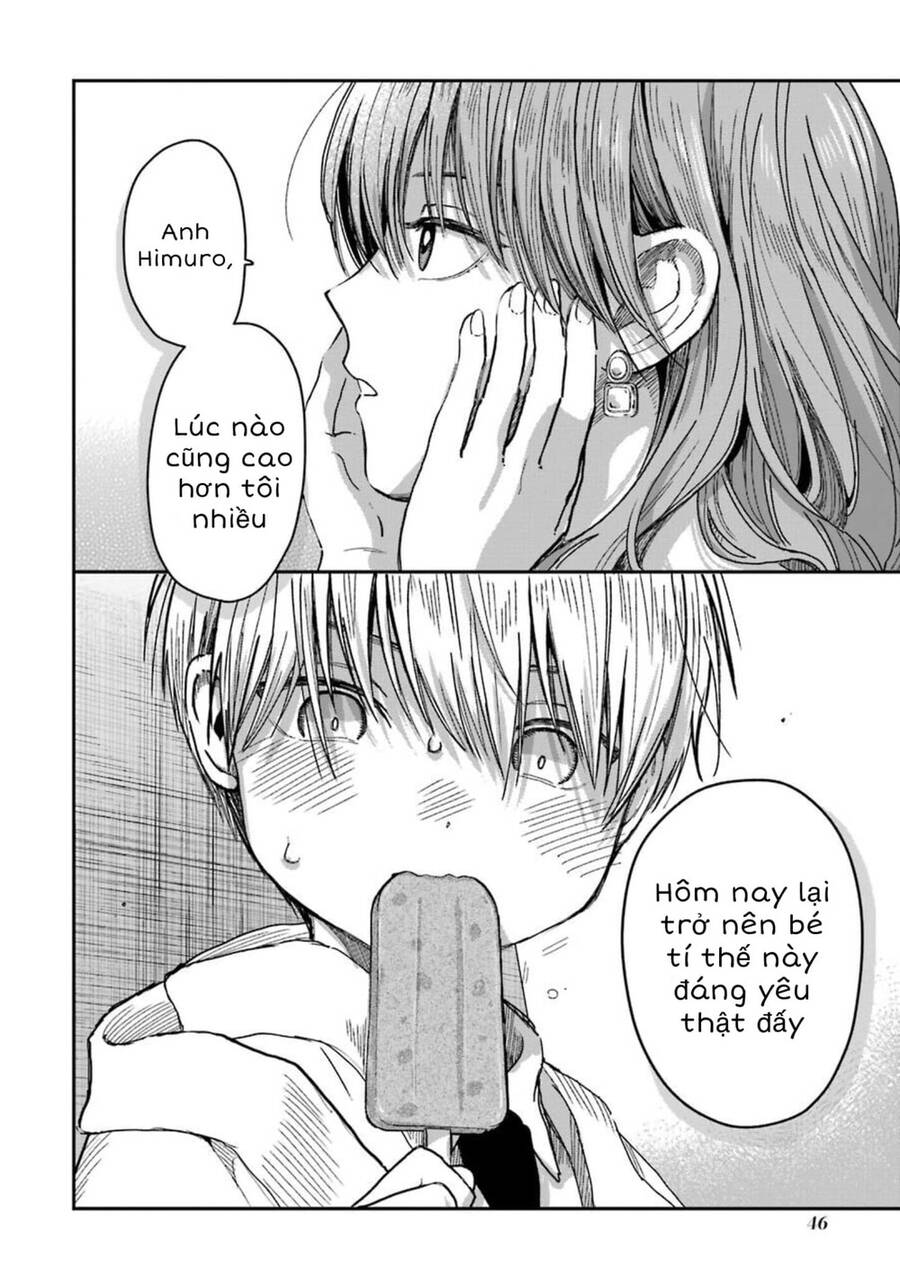 Anh
Himuro,
Lúc nào
cũng cao
hơn tôi
nhiều
Hôm nay lại
trở nên bé
tí thế này
đáng yêu
thật đấy
46